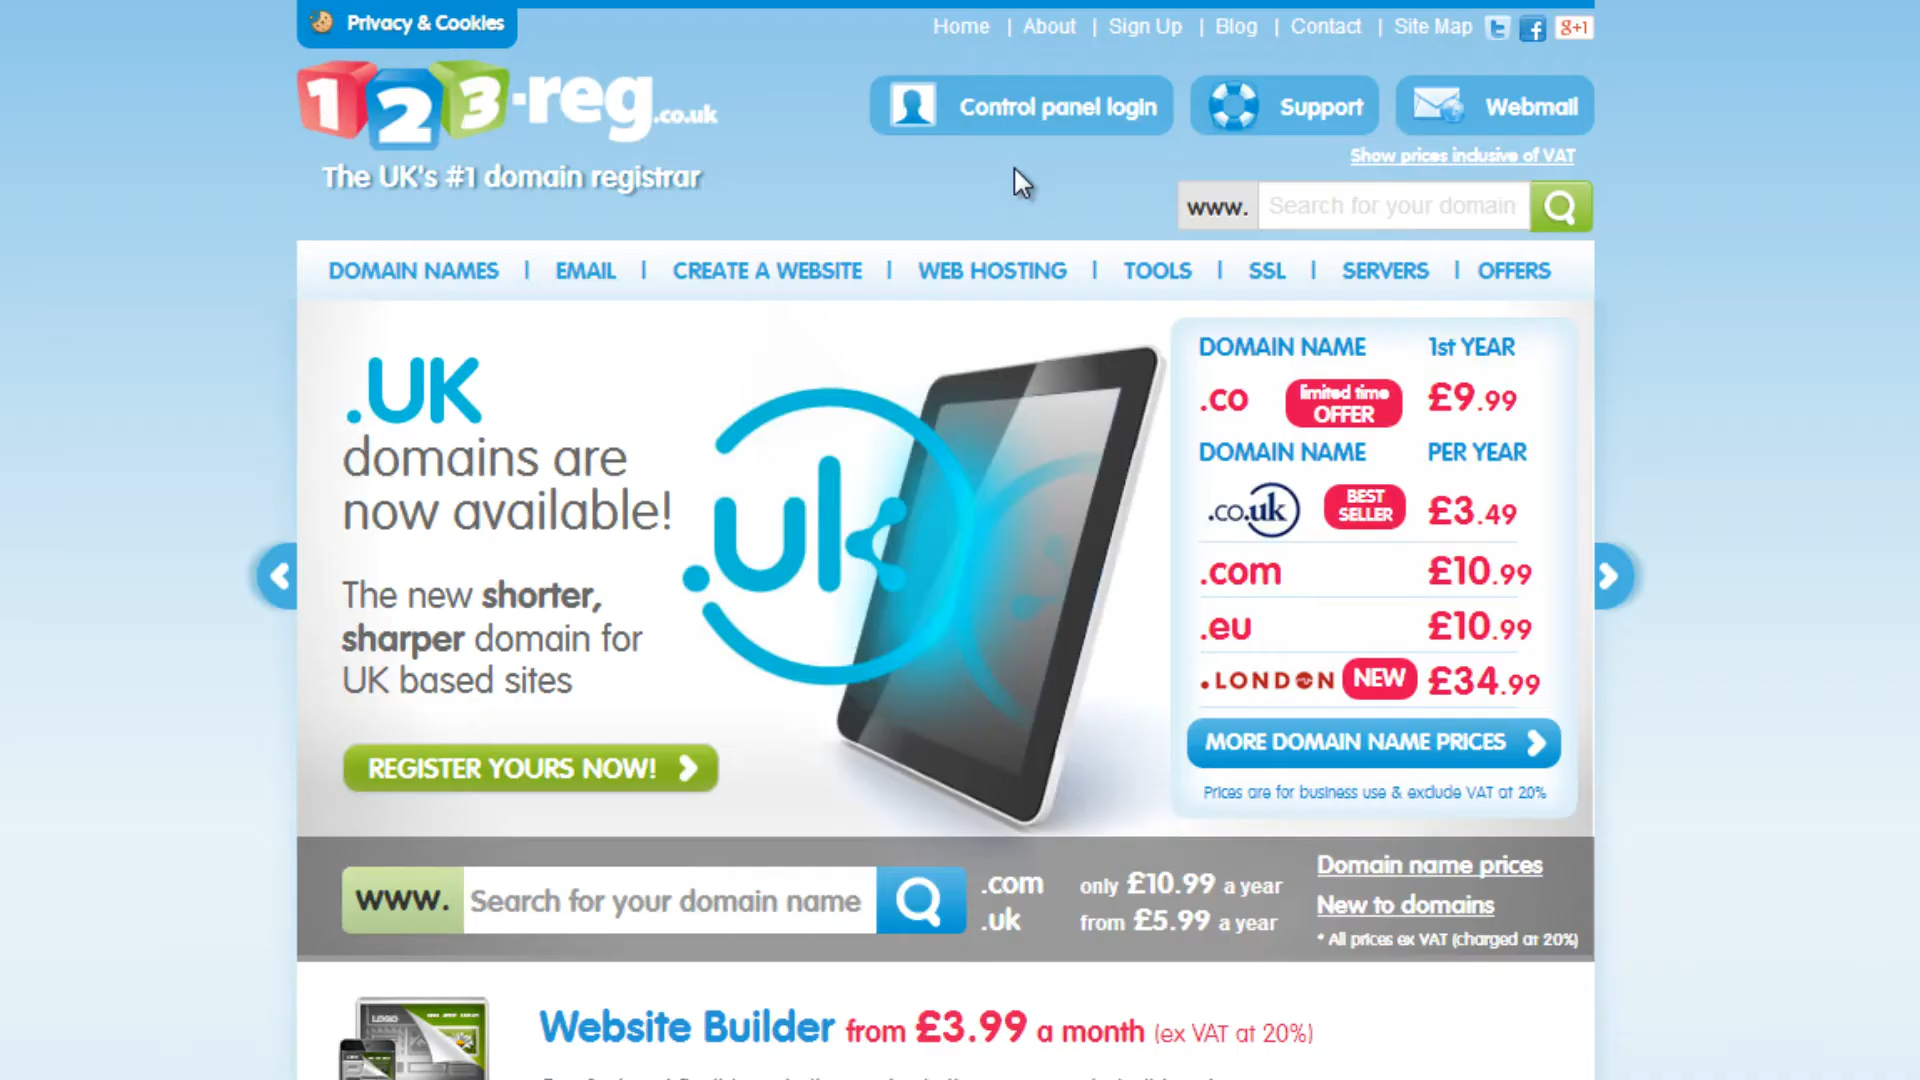 Privacy & Cookies
Home | About | Sign Up | Blog | Contact | Site Map
g+1
123-reg.co.uk
The UK's #1 domain registrar
Control panel login
Support
Webmail
Show prices inclusive of VAT
www. Search for your domain
DOMAIN NAMES | EMAIL | CREATE A WEBSITE | WEB HOSTING | TOOLS | SSL | SERVERS | OFFERS
.UK
domains are
now available!
The new shorter,
sharper domain for
UK based sites
REGISTER YOURS NOW!
.uk
DOMAIN NAME 1st YEAR
.co limited time OFFER £9.99
DOMAIN NAME PER YEAR
.co.uk BEST SELLER £3.49
.com £10.99
.eu £10.99
.LONDON NEW £34.99
MORE DOMAIN NAME PRICES
Prices are for business use & exclude VAT at 20%
www. Search for your domain name
.com only £10.99 a year
.uk from £5.99 a year
Domain name prices
New to domains
* All prices ex VAT (charged at 20%)
LOGO
Website Builder from £3.99 a month (ex VAT at 20%)